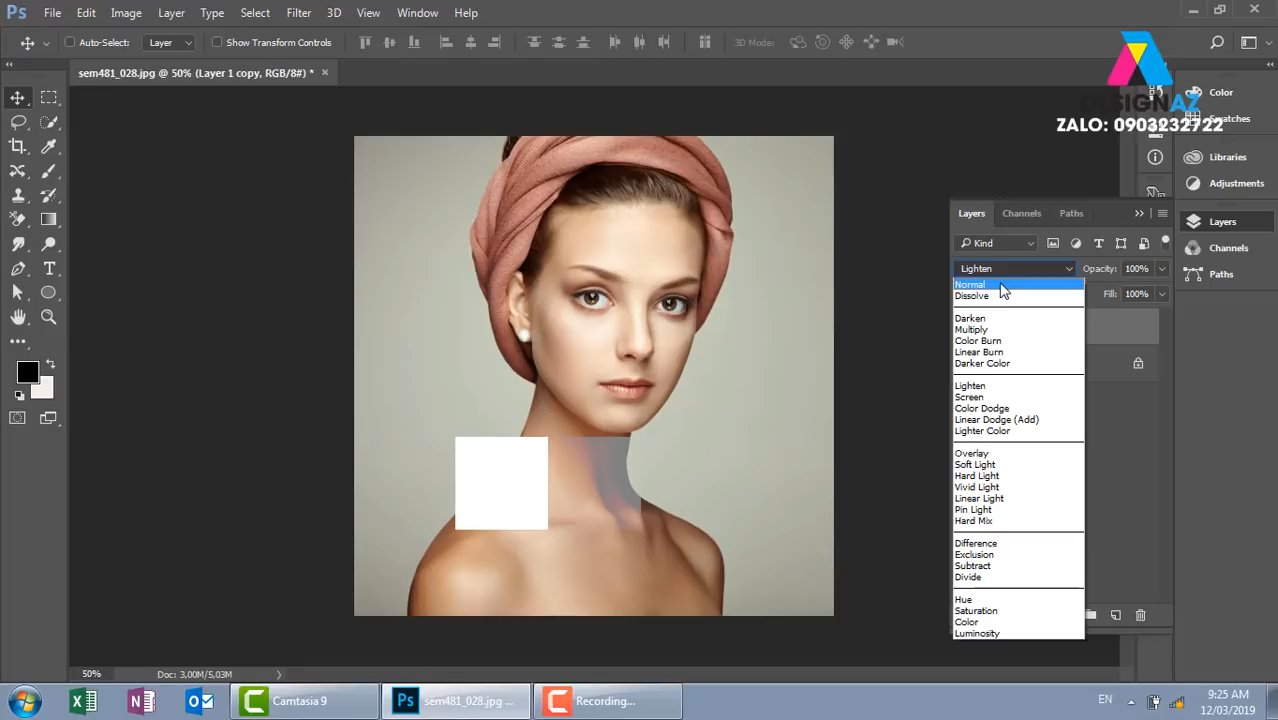 Ps File Edit Image Layer Type Select Filter 3D View Window Help
Auto-Select: Layer Show Transform Controls 3D Mode:
sem481_028.jpg @ 50% (Layer 1 copy, RGB/8#) *
DESIGNAZ
ZALO: 0903232722
Color
Swatches
Libraries
Adjustments
Layers
Channels
Paths
Layers Channels Paths
Kind
Lighten Opacity: 100%
Fill: 100%
Normal
Dissolve
Darken
Multiply
Color Burn
Linear Burn
Darker Color
Lighten
Screen
Color Dodge
Linear Dodge (Add)
Lighter Color
Overlay
Soft Light
Hard Light
Vivid Light
Linear Light
Pin Light
Hard Mix
Difference
Exclusion
Subtract
Divide
Hue
Saturation
Color
Luminosity
50% Doc: 3,00M/5,03M
Camtasia 9
Ps sem481_028.jpg ...
Recording...
EN
9:25 AM
12/03/2019